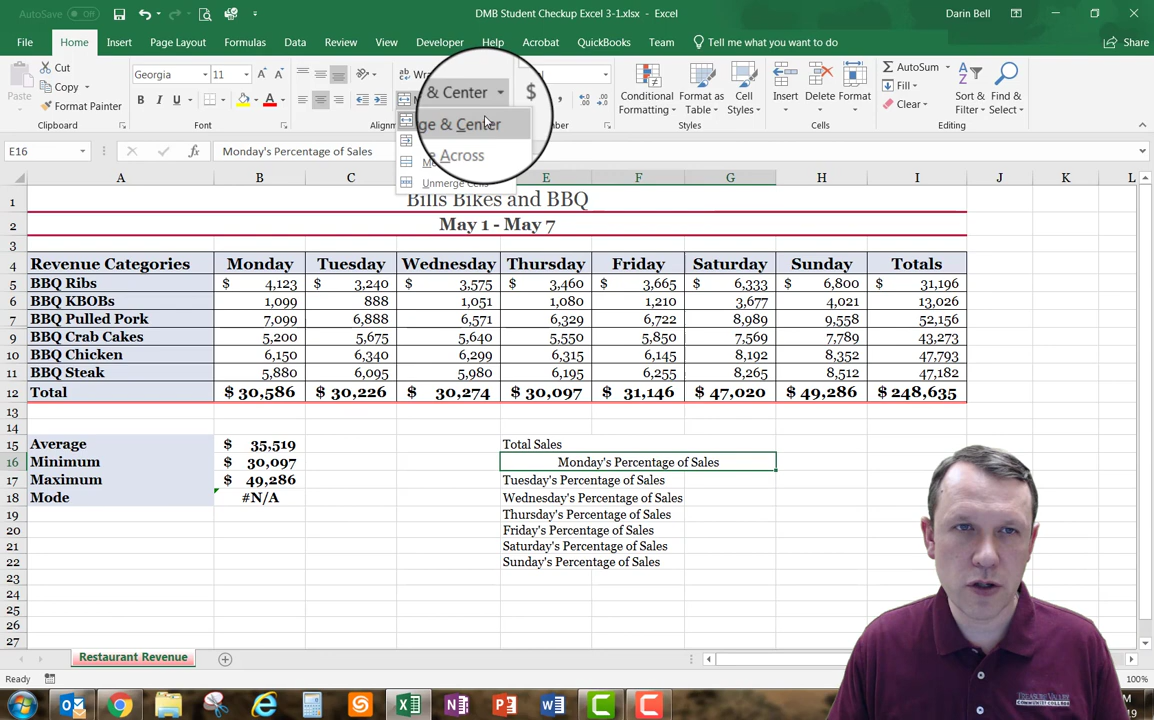 AutoSave Off
DMB Student Checkup Excel 3-1.xlsx - Excel
Darin Bell
File Home Insert Page Layout Formulas Data Review View Developer Help Acrobat QuickBooks Team Tell me what you want to do Share
Paste Cut Copy Format Painter
Clipboard
Georgia 11
B I U A
Font
& Center
ge & Center
e Across
Unmerge Cells
$ ,
Conditional Formatting Format as Table Cell Styles
Styles
Insert Delete Format
Cells
AutoSum Fill Clear Sort & Filter Find & Select
Editing
E16 Monday's Percentage of Sales
A B C E F G H I J K L
1 Bills Bikes and BBQ
2 May 1 - May 7
3
4 Revenue Categories Monday Tuesday Wednesday Thursday Friday Saturday Sunday Totals
5 BBQ Ribs $ 4,123 $ 3,240 $ 3,575 $ 3,460 $ 3,665 $ 6,333 $ 6,800 $ 31,196
6 BBQ KBOBs 1,099 888 1,051 1,080 1,210 3,677 4,021 13,026
7 BBQ Pulled Pork 7,099 6,888 6,571 6,329 6,722 8,989 9,558 52,156
9 BBQ Crab Cakes 5,200 5,675 5,640 5,550 5,850 7,569 7,789 43,273
10 BBQ Chicken 6,150 6,340 6,299 6,315 6,145 8,192 8,352 47,793
11 BBQ Steak 5,880 6,095 5,980 6,195 6,255 8,265 8,512 47,182
12 Total $ 30,586 $ 30,226 $ 30,274 $ 30,097 $ 31,146 $ 47,020 $ 49,286 $ 248,635
13
14
15 Average $ 35,519 Total Sales
16 Minimum $ 30,097 Monday's Percentage of Sales
17 Maximum $ 49,286 Tuesday's Percentage of Sales
18 Mode #N/A Wednesday's Percentage of Sales
19 Thursday's Percentage of Sales
20 Friday's Percentage of Sales
21 Saturday's Percentage of Sales
22 Sunday's Percentage of Sales
23
24
25
26
27
Restaurant Revenue
Ready
100%
TREASURE VALLEY
COMMUNITY COLLEGE